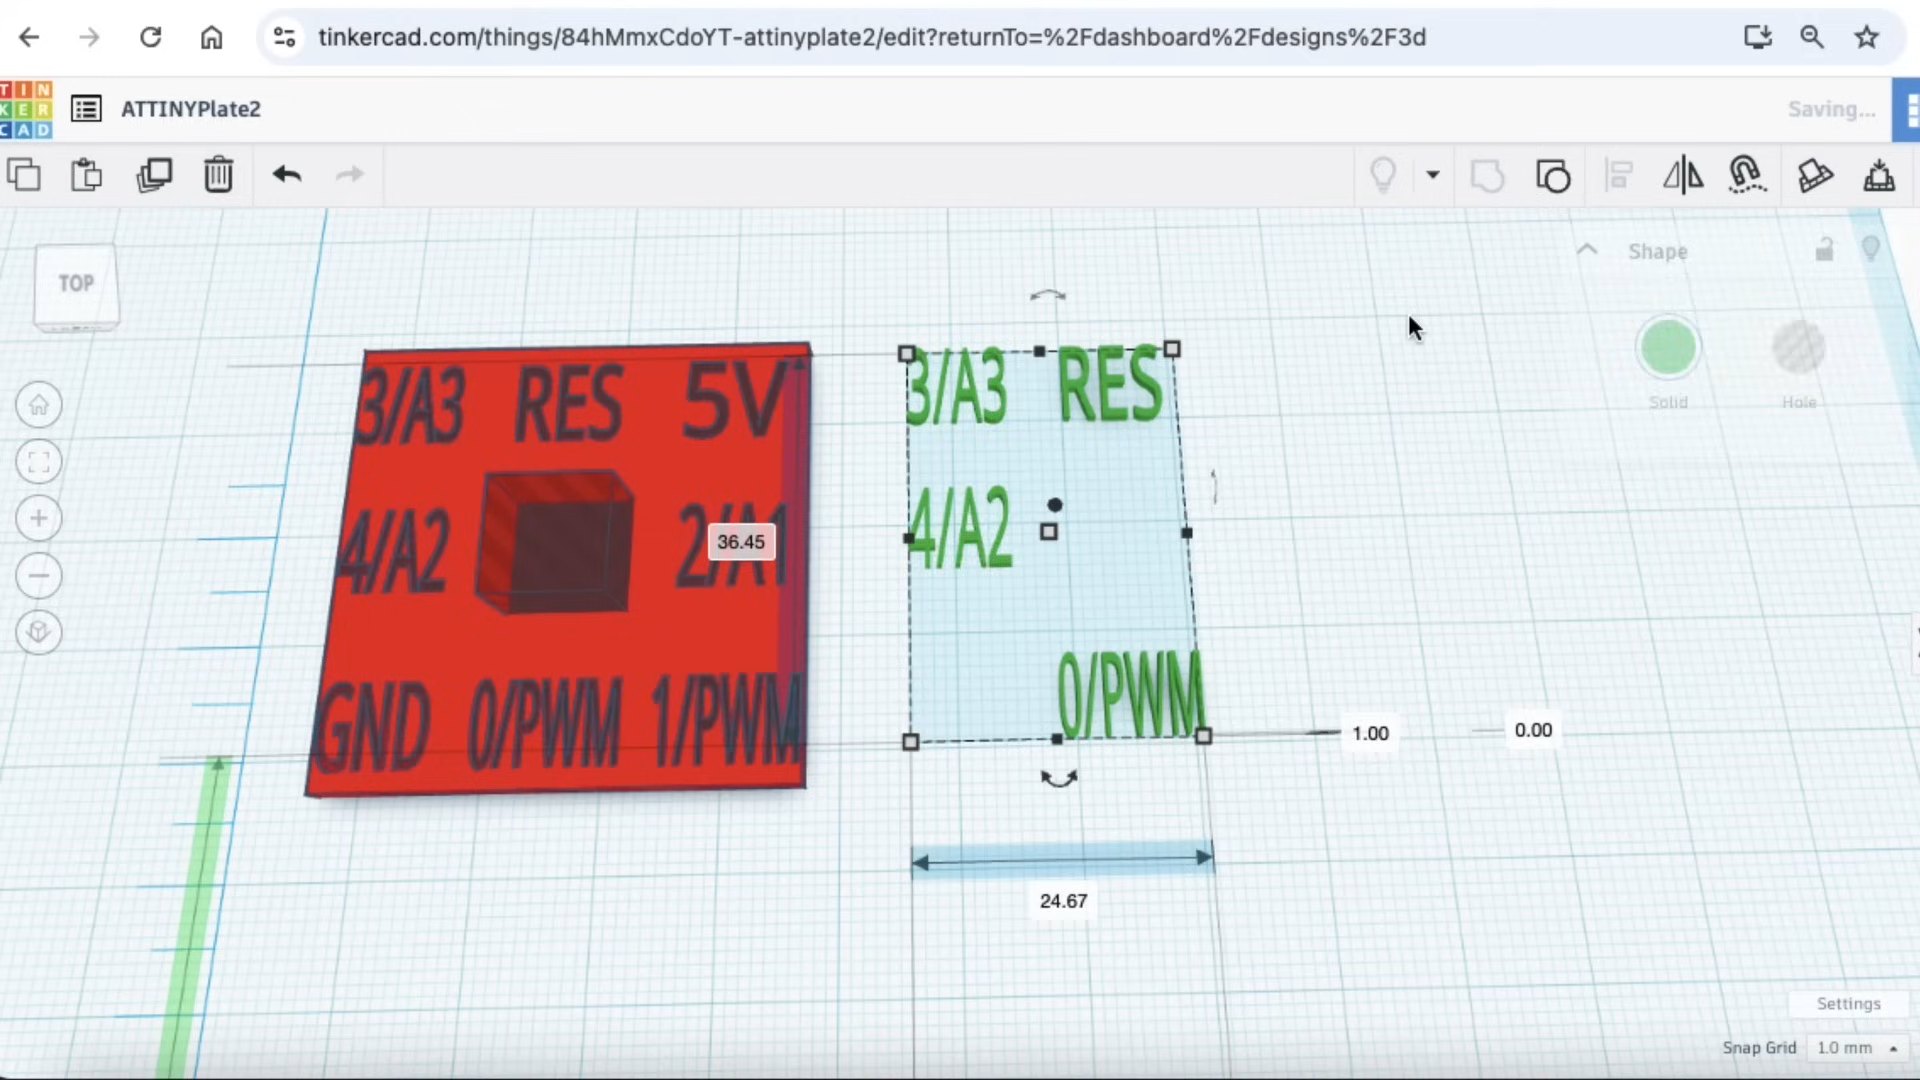 tinkercad.com/things/84hMmxCdoYT-attinyplate2/edit?returnTo=%2Fdashboard%2Fdesigns%2F3d
TIN
KER
CAD
ATTINYPlate2
Saving...
TOP
Shape
Solid
Hole
3/A3 RES 5V
4/A2 2/A1
36.45
GND 0/PWM 1/PWM
3/A3 RES
4/A2
0/PWM
1.00
0.00
24.67
Settings
Snap Grid 1.0 mm